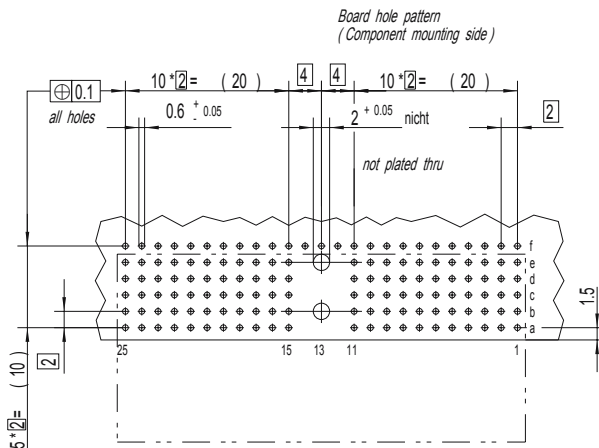 Board hole pattern
( Component mounting side )
10 * 2 = ( 20 ) 4 4 10 * 2 = ( 20 )
⌖ 0.1
all holes
0.6 + - 0.05
2 + 0.05 nicht
2
not plated thru
f
e
d
c
b
a
1.5
2
25 15 13 11 1
5 * 2 = ( 10 )